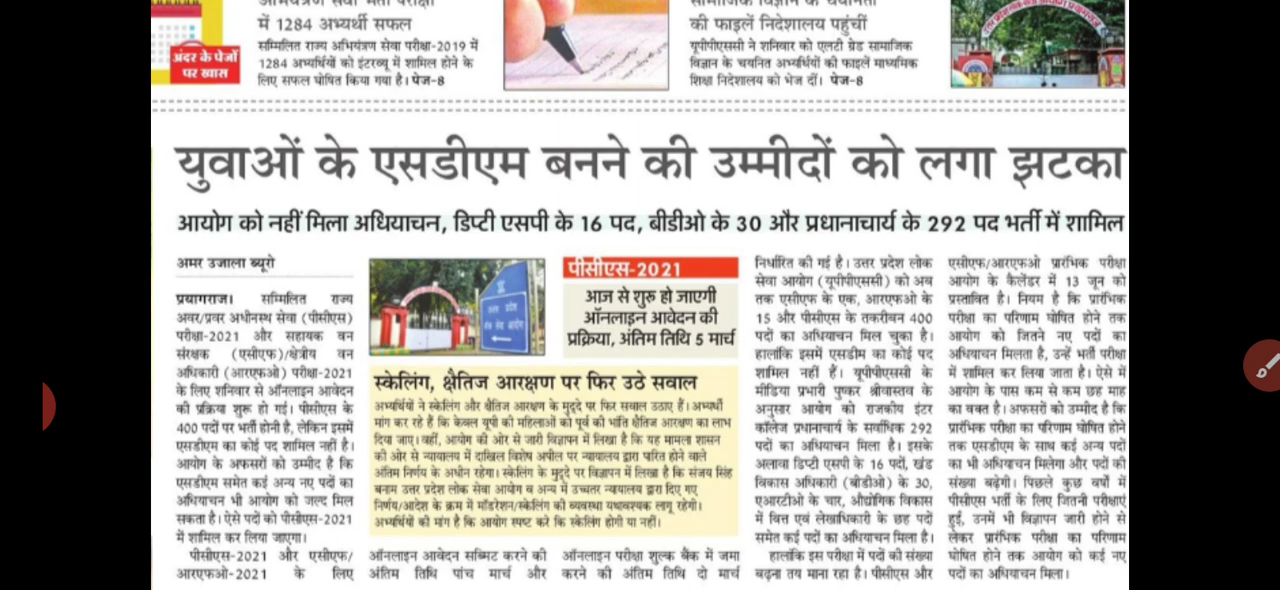 में 1284 अभ्यर्थी सफल
सम्मिलित राज्य अभियंत्रण सेवा परीक्षा-2019 में
1284 अभ्यर्थियों को इंटरव्यू में शामिल होने के
लिए सफल घोषित किया गया है। पेज-8
अंदर के पेजों
पर खास
की फाइलें निदेशालय पहुंचीं
यूपीपीएससी ने शनिवार को एलटी ग्रेड सामाजिक
विज्ञान के चयनित अभ्यर्थियों की फाइलें माध्यमिक
शिक्षा निदेशालय को भेज दीं। पेज-8
युवाओं के एसडीएम बनने की उम्मीदों को लगा झटका
आयोग को नहीं मिला अधियाचन, डिप्टी एसपी के 16 पद, बीडीओ के 30 और प्रधानाचार्य के 292 पद भर्ती में शामिल
अमर उजाला ब्यूरो
प्रयागराज। सम्मिलित राज्य
अवर/प्रवर अधीनस्थ सेवा (पीसीएस)
परीक्षा-2021 और सहायक वन
संरक्षक (एसीएफ)/क्षेत्रीय वन
अधिकारी (आरएफओ) परीक्षा-2021
के लिए शनिवार से ऑनलाइन आवेदन
की प्रक्रिया शुरू हो गई। पीसीएस के
400 पदों पर भर्ती होनी है, लेकिन इसमें
एसडीएम का कोई पद शामिल नहीं है।
आयोग के अफसरों को उम्मीद है कि
एसडीएम समेत कई अन्य नए पदों का
अधियाचन भी आयोग को जल्द मिल
सकता है। ऐसे पदों को पीसीएस-2021
में शामिल कर लिया जाएगा।
पीसीएस-2021 और एसीएफ/
आरएफओ-2021 के लिए
पीसीएस-2021
आज से शुरू हो जाएगी
ऑनलाइन आवेदन की
प्रक्रिया, अंतिम तिथि 5 मार्च
स्केलिंग, क्षैतिज आरक्षण पर फिर उठे सवाल
अभ्यर्थियों ने स्केलिंग और क्षैतिज आरक्षण के मुद्दे पर फिर सवाल उठाए हैं। अभ्यर्थी
मांग कर रहे हैं कि केवल यूपी की महिलाओं को पूर्व की भांति क्षैतिज आरक्षण का लाभ
दिया जाए। वहीं, आयोग की ओर से जारी विज्ञापन में लिखा है कि यह मामला शासन
की ओर से न्यायालय में दाखिल विशेष अपील पर न्यायालय द्वारा पारित होने वाले
अंतिम निर्णय के अधीन रहेगा। स्केलिंग के मुद्दे पर विज्ञापन में लिखा है कि संजय सिंह
बनाम उत्तर प्रदेश लोक सेवा आयोग व अन्य में उच्चतर न्यायालय द्वारा दिए गए
निर्णय/आदेश के क्रम में मॉडरेशन/स्केलिंग की व्यवस्था यथावश्यक लागू रहेगी।
अभ्यर्थियों की मांग है कि आयोग स्पष्ट करे कि स्केलिंग होगी या नहीं।
ऑनलाइन आवेदन सब्मिट करने की
अंतिम तिथि पांच मार्च और
ऑनलाइन परीक्षा शुल्क बैंक में जमा
करने की अंतिम तिथि दो मार्च
निर्धारित की गई है। उत्तर प्रदेश लोक
सेवा आयोग (यूपीपीएससी) को अब
तक एसीएफ के एक, आरएफओ के
15 और पीसीएस के तकरीबन 400
पदों का अधियाचन मिल चुका है।
हालांकि इसमें एसडीम का कोई पद
शामिल नहीं हैं। यूपीपीएससी के
मीडिया प्रभारी पुष्कर श्रीवास्तव के
अनुसार आयोग को राजकीय इंटर
कॉलेज प्रधानाचार्य के सर्वाधिक 292
पदों का अधियाचन मिला है। इसके
अलावा डिप्टी एसपी के 16 पदों, खंड
विकास अधिकारी (बीडीओ) के 30,
एआरटीओ के चार, औद्योगिक विकास
में वित्त एवं लेखाधिकारी के छह पदों
समेत कई पदों का अधियाचन मिला है।
हालांकि इस परीक्षा में पदों की संख्या
बढ़ना तय माना रहा है। पीसीएस और
एसीएफ/आरएफओ प्रारंभिक परीक्षा
आयोग के कैलेंडर में 13 जून को
प्रस्तावित है। नियम है कि प्रारंभिक
परीक्षा का परिणाम घोषित होने तक
आयोग को जितने नए पदों का
अधियाचन मिलता है, उन्हें भर्ती परीक्षा
में शामिल कर लिया जाता है। ऐसे में
आयोग के पास कम से कम छह माह
का वक्त है। अफसरों को उम्मीद है कि
प्रारंभिक परीक्षा का परिणाम घोषित होने
तक एसडीएम के साथ कई अन्य पदों
का भी अधियाचन मिलेगा और पदों की
संख्या बढ़ेगी। पिछले कुछ वर्षों में
पीसीएस भर्ती के लिए जितनी परीक्षाएं
हुईं, उनमें भी विज्ञापन जारी होने से
लेकर प्रारंभिक परीक्षा का परिणाम
घोषित होने तक आयोग को कई नए
पदों का अधियाचन मिला।